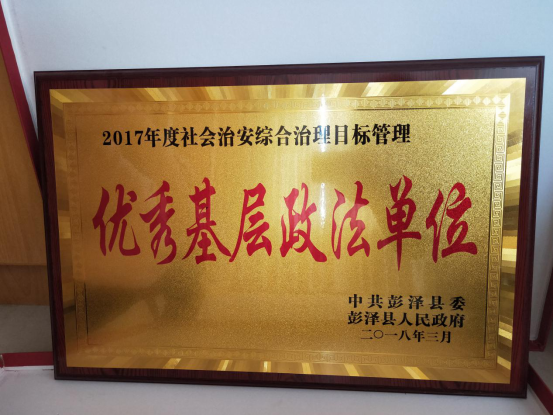 2017年度社会治安综合治理目标管理
优秀基层政法单位
中共彭泽县委
彭泽县人民政府
二〇一八年三月